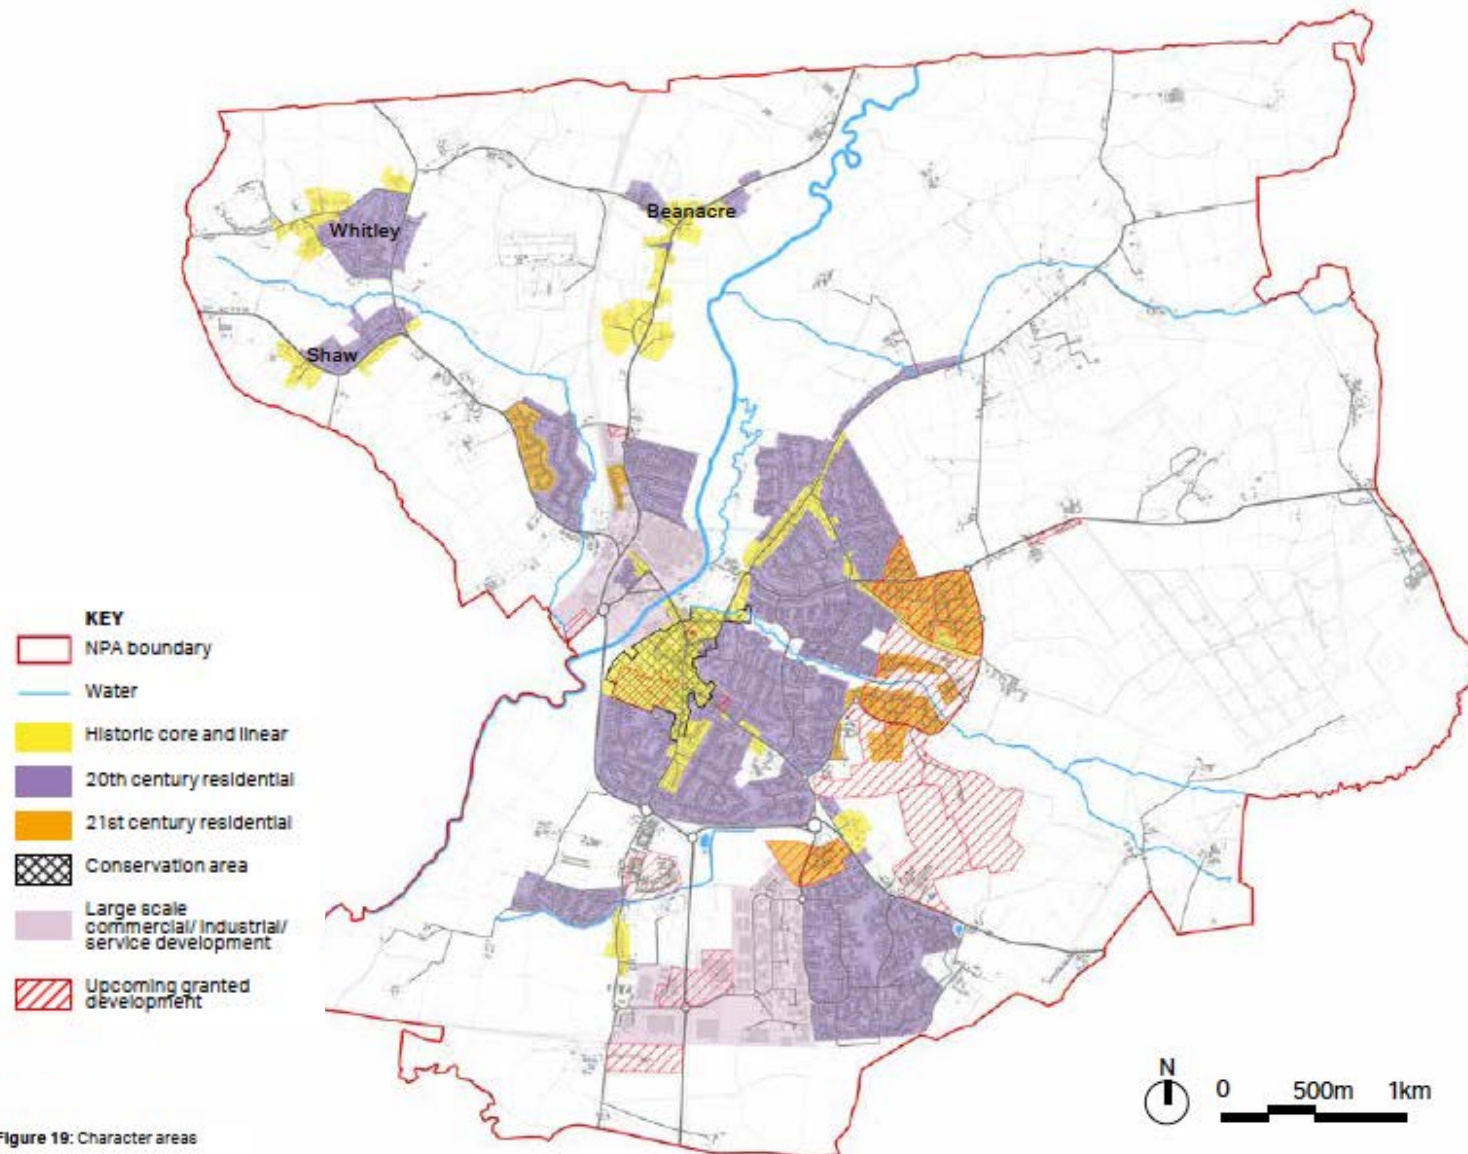 Whitley
Beanacre
Shaw
KEY
NPA boundary
Water
Historic core and linear
20th century residential
21st century residential
Conservation area
Large scale
commercial/ industrial/
service development
Upcoming granted
development
N
0 500m 1km
Figure 19: Character areas